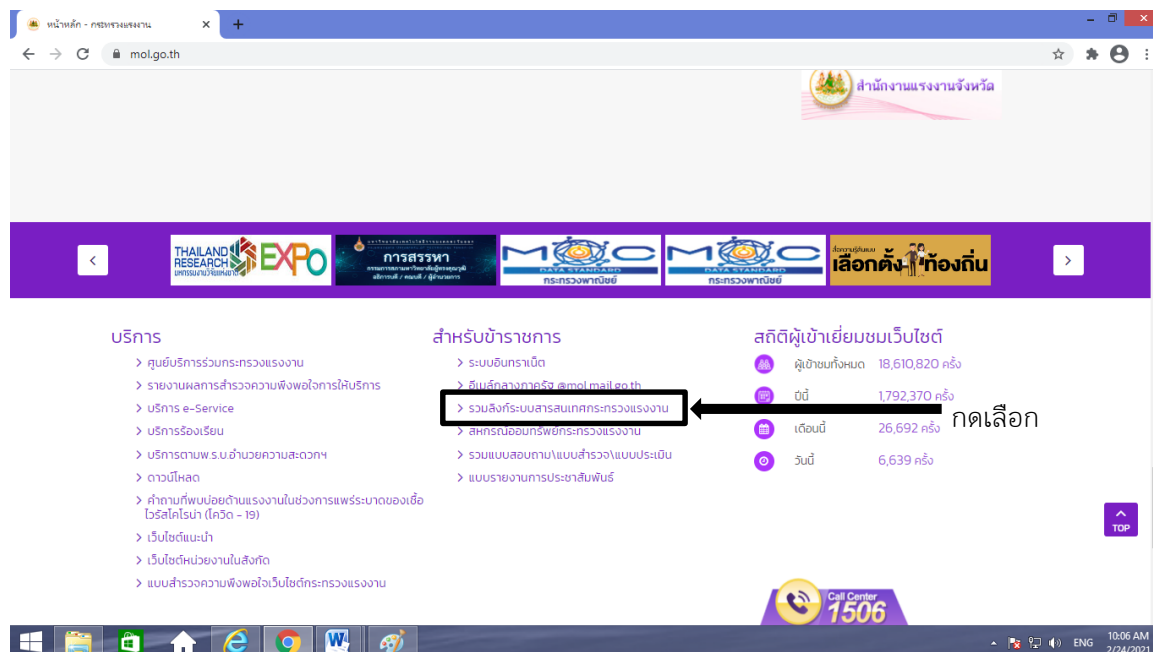 หน้าหลัก - กระทรวงแรงงาน
mol.go.th
สำนักงานแรงงานจังหวัด
THAILAND
RESEARCH
EXPO
การสรรหา
อธิการบดี / คณบดี / ผู้อำนวยการ
MOC
DATA STANDARD
กระทรวงพาณิชย์
MOC
DATA STANDARD
กระทรวงพาณิชย์
เลือกตั้งท้องถิ่น
บริการ
ศูนย์บริการร่วมกระทรวงแรงงาน
รายงานผลการสำรวจความพึงพอใจการให้บริการ
บริการ e-Service
บริการร้องเรียน
บริการตามพ.ร.บ.อำนวยความสะดวกฯ
ดาวน์โหลด
คำถามที่พบบ่อยด้านแรงงานในช่วงการแพร่ระบาดของเชื้อ
ไวรัสโคโรน่า (โควิด – 19)
เว็บไซต์แนะนำ
เว็บไซต์หน่วยงานในสังกัด
แบบสำรวจความพึงพอใจเว็บไซต์กระทรวงแรงงาน
สำหรับข้าราชการ
ระบบอินทราเน็ต
อีเมล์กลางภาครัฐ @mol.mail.go.th
รวมลิงก์ระบบสารสนเทศกระทรวงแรงงาน
สหกรณ์ออมทรัพย์กระทรวงแรงงาน
รวมแบบสอบถาม\แบบสำรวจ\แบบประเมิน
แบบรายงานการประชาสัมพันธ์
สถิติผู้เข้าเยี่ยมชมเว็บไซต์
ผู้เข้าชมทั้งหมด 18,610,820 ครั้ง
ปีนี้ 1,792,370 ครั้ง
เดือนนี้ 26,692 ครั้ง
วันนี้ 6,639 ครั้ง
กดเลือก
TOP
Call Center
1506
ENG
10:06 AM
2/24/2021